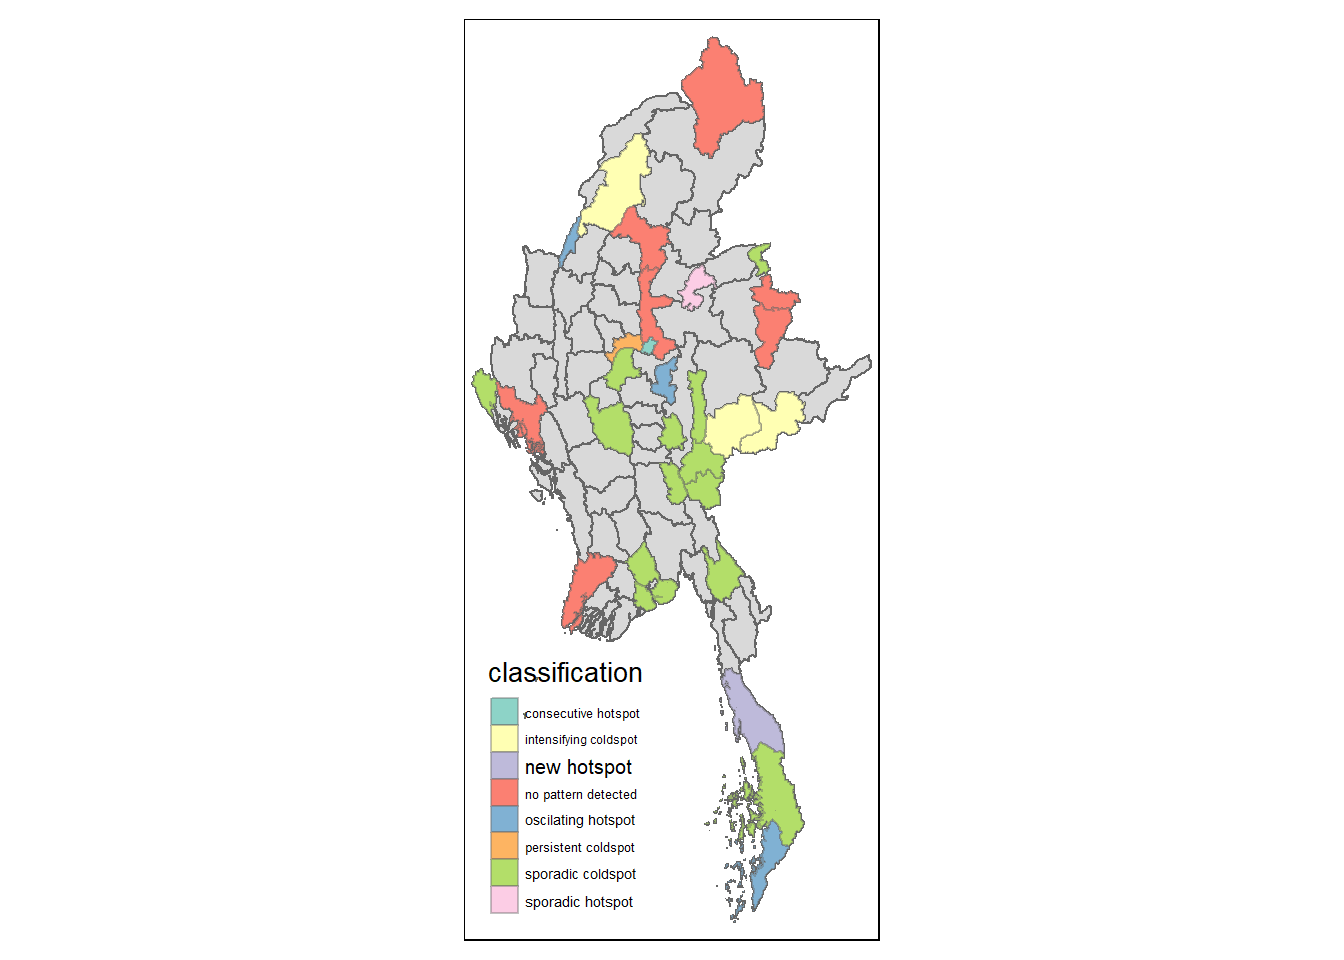 classification
consecutive hotspot
intensifying coldspot
new hotspot
no pattern detected
oscilating hotspot
persistent coldspot
sporadic coldspot
sporadic hotspot